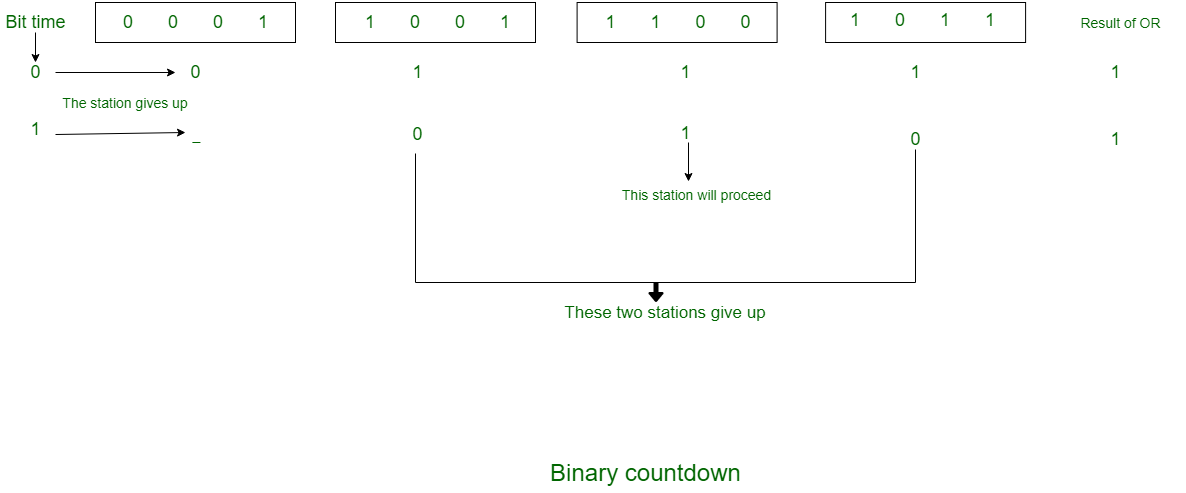 Bit time 0 0 0 1 1 0 0 1 1 1 0 0 1 0 1 1 Result of OR
0 0 1 1 1 1
The station gives up
1 _ 0 1 0 1
This station will proceed
These two stations give up
Binary countdown